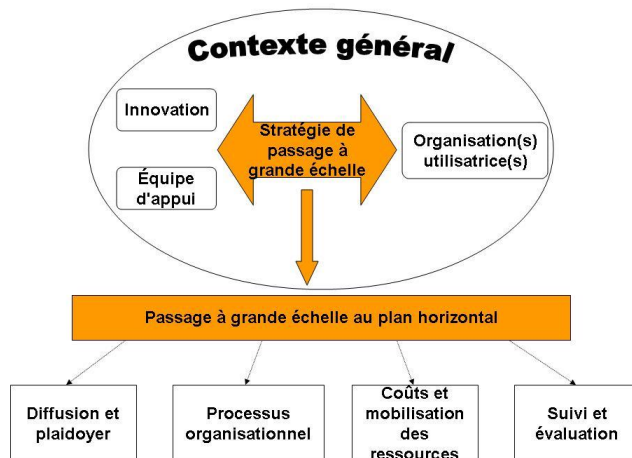 Contexte général
Innovation
Stratégie de
passage à
grande échelle
Organisation(s)
utilisatrice(s)
Équipe
d'appui
Passage à grande échelle au plan horizontal
Diffusion et
plaidoyer
Processus
organisationnel
Coûts et
mobilisation
des
ressources
Suivi et
évaluation